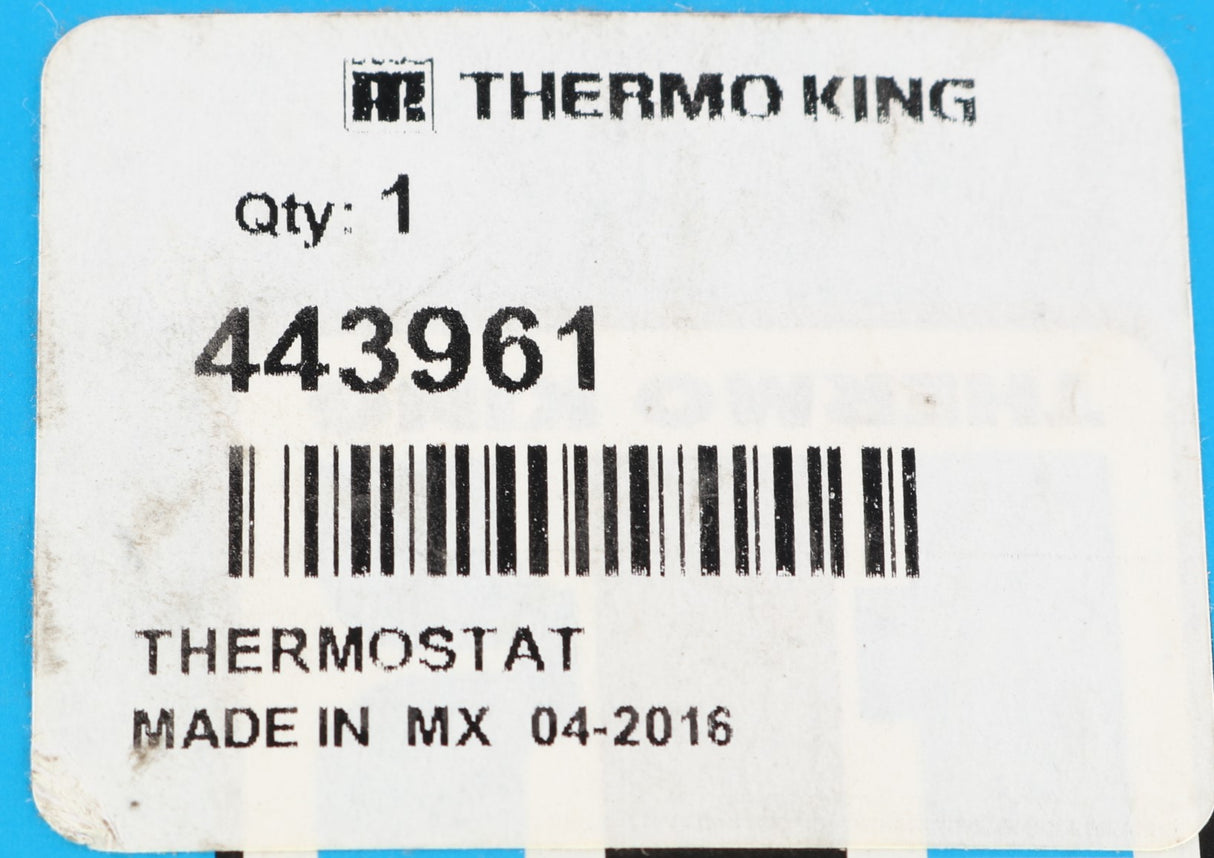 THERMO KING
Qty: 1
443961
THERMOSTAT
MADE IN MX 04-2016